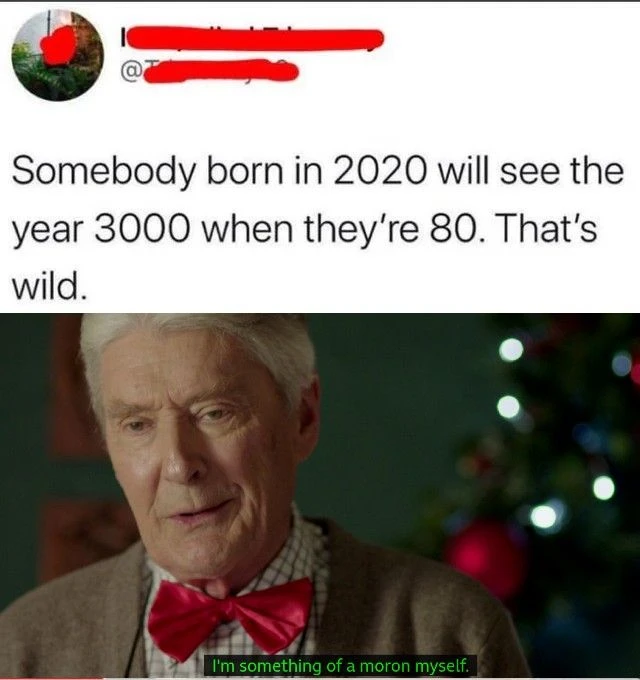 Somebody born in 2020 will see the
year 3000 when they're 80. That's
wild.
I'm something of a moron myself.